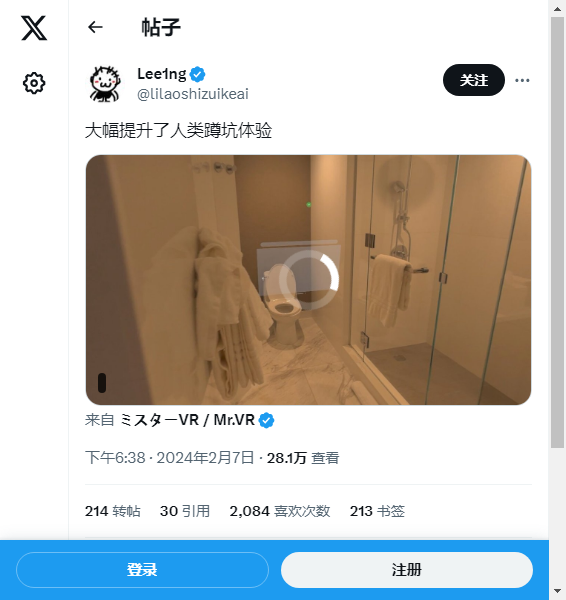 帖子
Lee1ng
@lilaoshizuikeai
关注
大幅提升了人类蹲坑体验
来自 ミスターVR / Mr.VR
下午6:38 · 2024年2月7日 · 28.1万 查看
214 转帖 30 引用 2,084 喜欢次数 213 书签
登录
注册